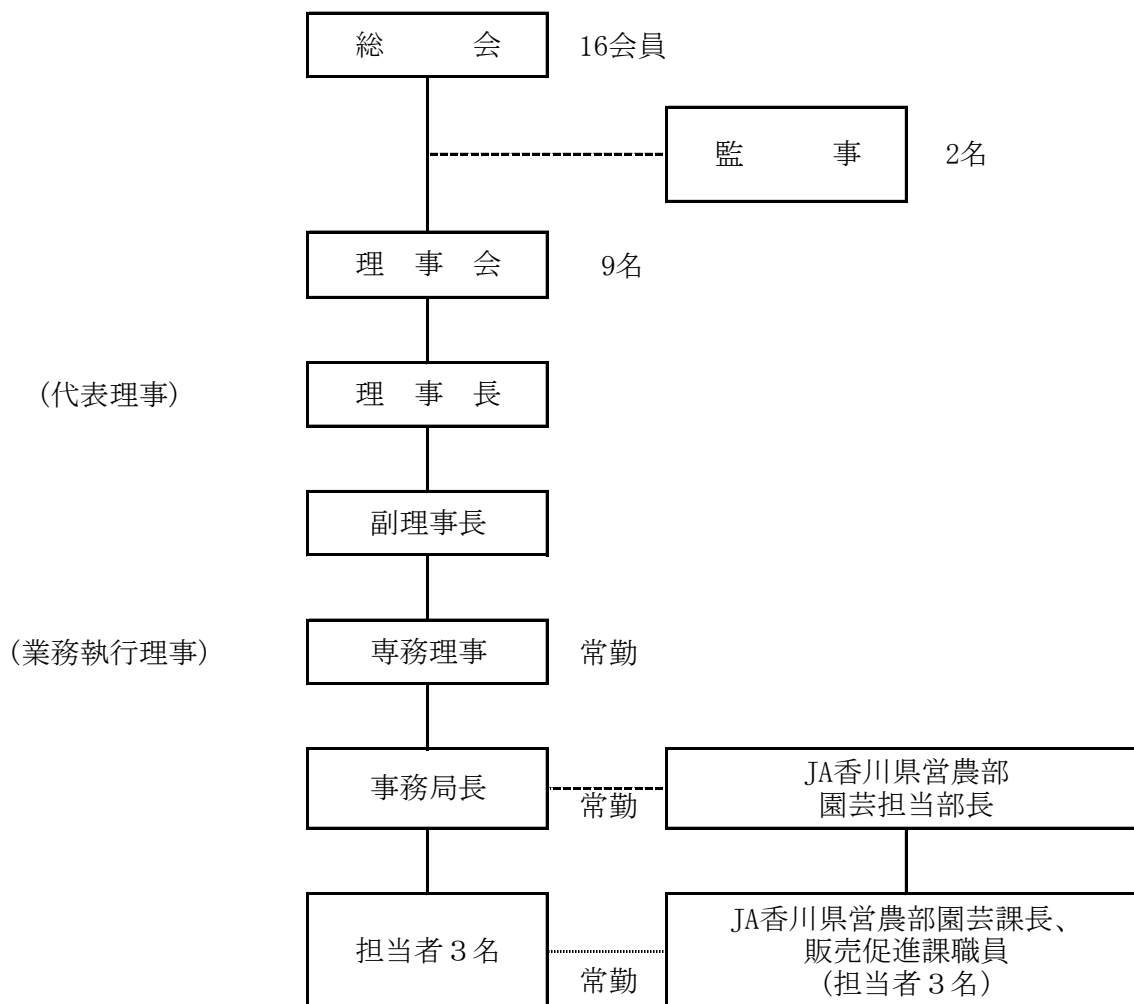 総　　　会　16会員
監　　　事　2名
理　事　会　9名
(代表理事)　理　事　長
副理事長
(業務執行理事)　専務理事　常勤
事務局長　常勤　JA香川県営農部
園芸担当部長
担当者３名　常勤　JA香川県営農部園芸課長、
販売促進課職員
(担当者３名)